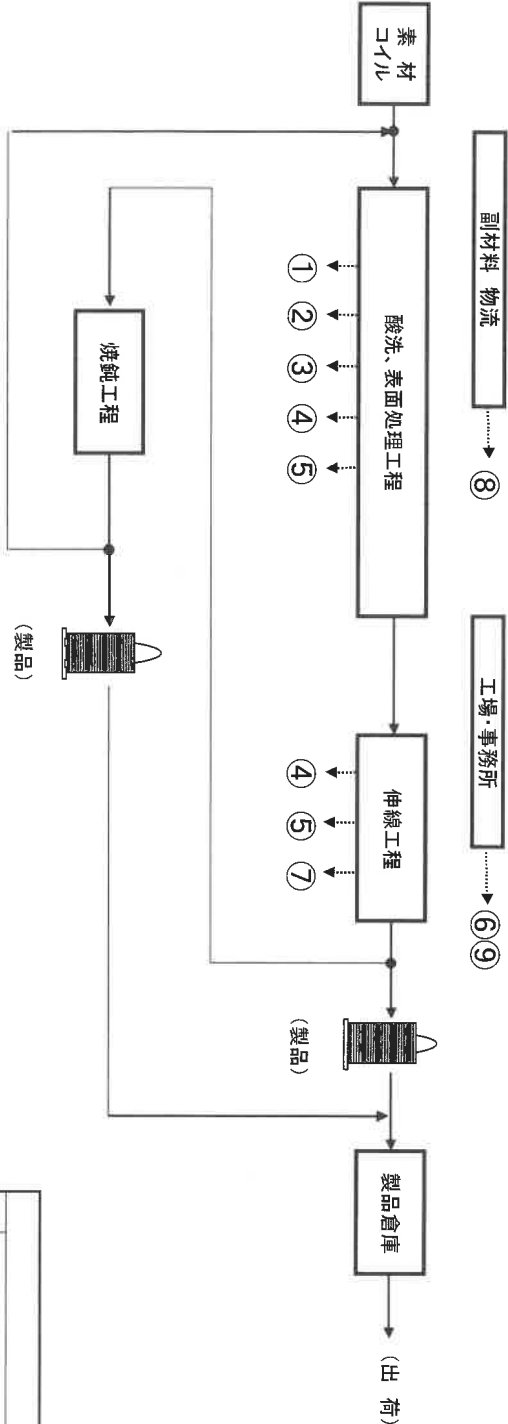 副材料 物流
⑧
工場・事務所
⑥⑨
素 材
コイル
酸洗、表面処理工程
①
②
③
④
⑤
伸線工程
④
⑤
⑦
(製品)
製品倉庫
(出 荷)
焼鈍工程
(製品)